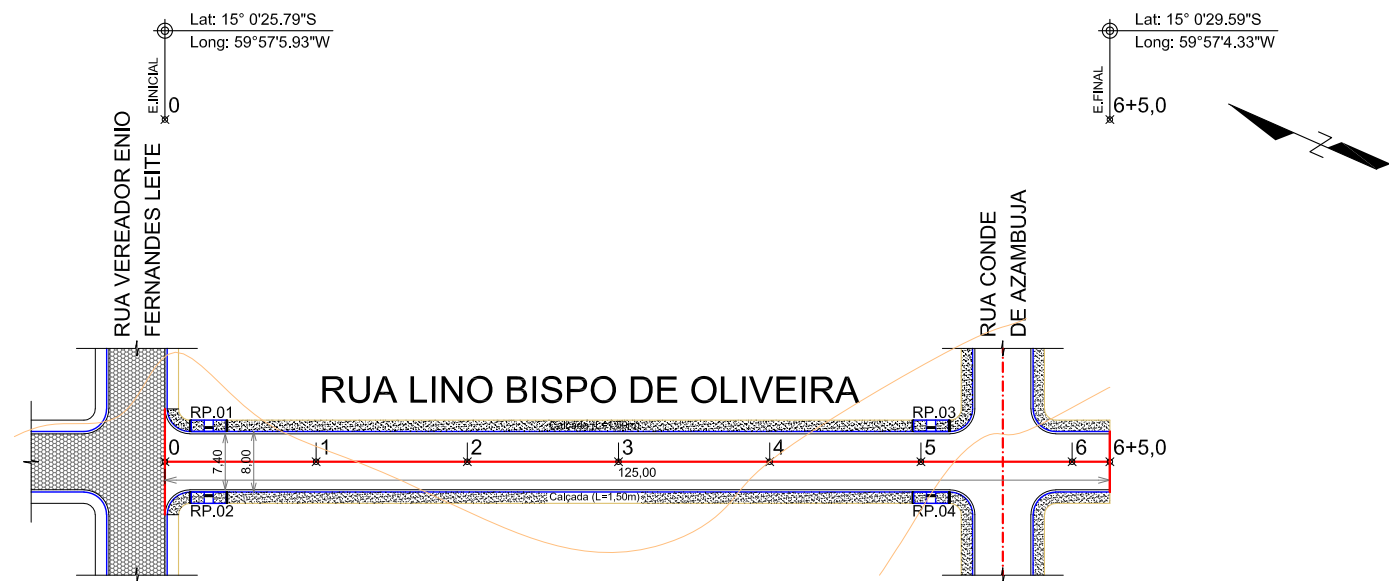 Lat: 15° 0'25.79"S
Long: 59°57'5.93"W
E.INICIAL
0
Lat: 15° 0'29.59"S
Long: 59°57'4.33"W
E.FINAL
6+5,0
N
RUA VEREADOR ENIO
FERNANDES LEITE
RUA CONDE
DE AZAMBUJA
RUA LINO BISPO DE OLIVEIRA
RP.01
RP.03
Calçada
0
1
2
3
4
5
6
6+5,0
7,40
8,00
125,00
Calçada (L=1,50m)
RP.02
RP.04